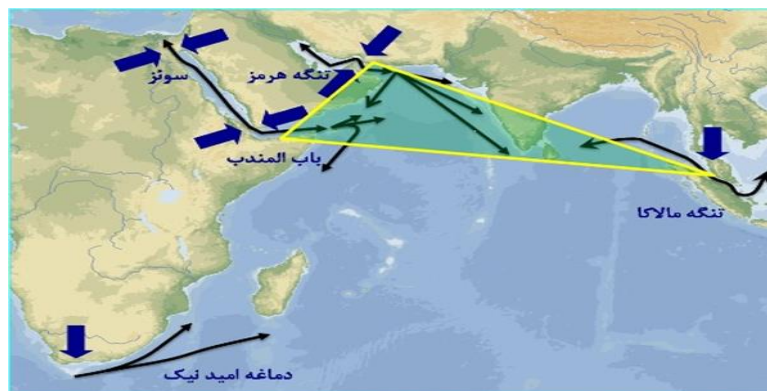 سوئز
تنگه هرمز
باب المندب
تنگه مالاکا
دماغه امید نیک